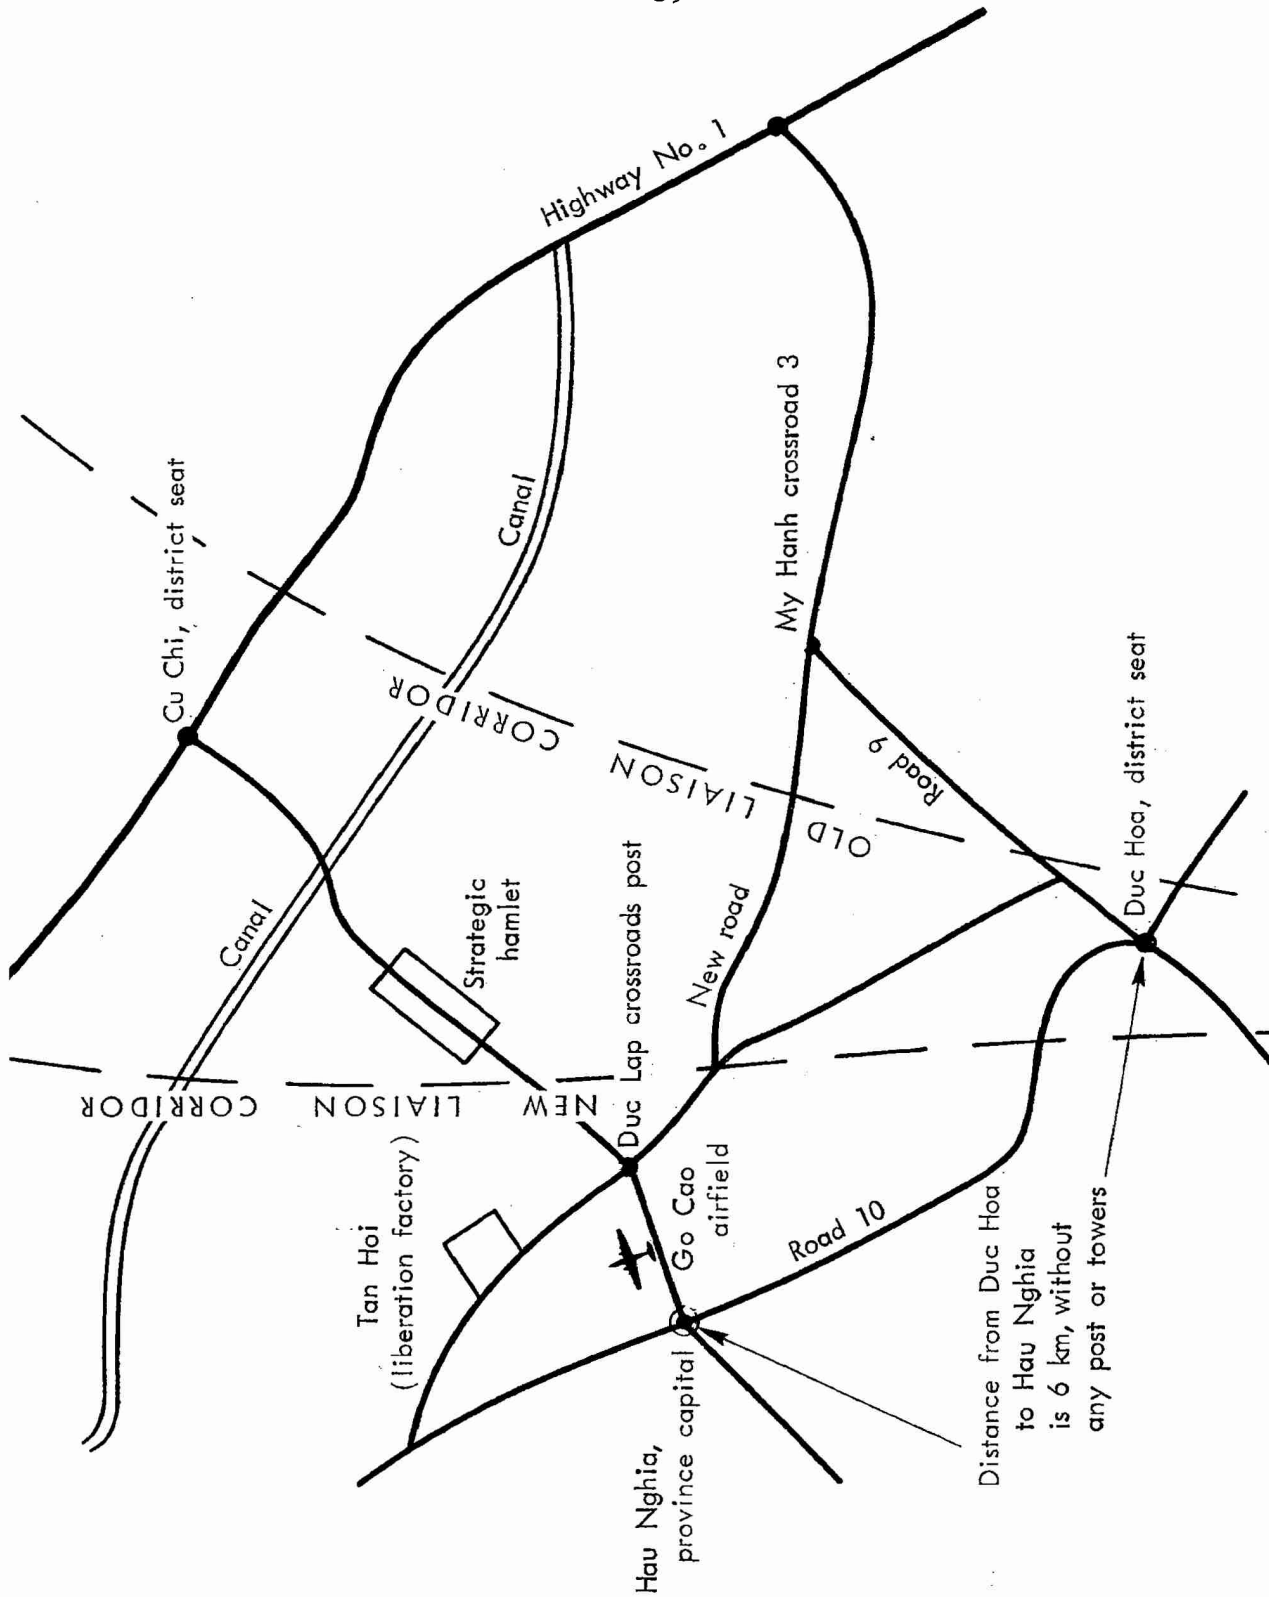 Highway No. 1
Cu Chi, district seat
Canal
Canal
Strategic
hamlet
My Hanh crossroad 3
OLD LIAISON CORRIDOR
NEW LIAISON CORRIDOR
Duc Lap crossroads post
New road
Road 9
Duc Hoa, district seat
Tan Hoi
(liberation factory)
Go Cao
airfield
Road 10
Hau Nghia,
province capital
Distance from Duc Hoa
to Hau Nghia
is 6 km, without
any post or towers